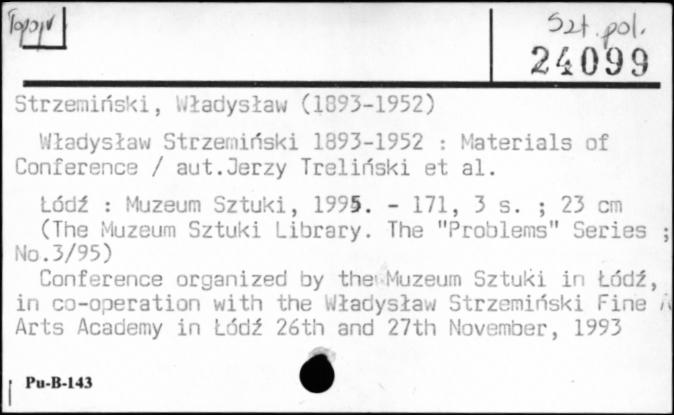 Szt. pol.
24099
Strzemiński, Władysław (1893-1952)
Władysław Strzemiński 1893-1952 : Materials of
Conference / aut.Jerzy Treliński et al.
Łódź : Muzeum Sztuki, 1995. - 171, 3 s. ; 23 cm
(The Muzeum Sztuki Library. The "Problems" Series ;
No.3/95)
Conference organized by the Muzeum Sztuki in Łódź,
in co-operation with the Władysław Strzemiński Fine
Arts Academy in Łódź 26th and 27th November, 1993
Pu-B-143